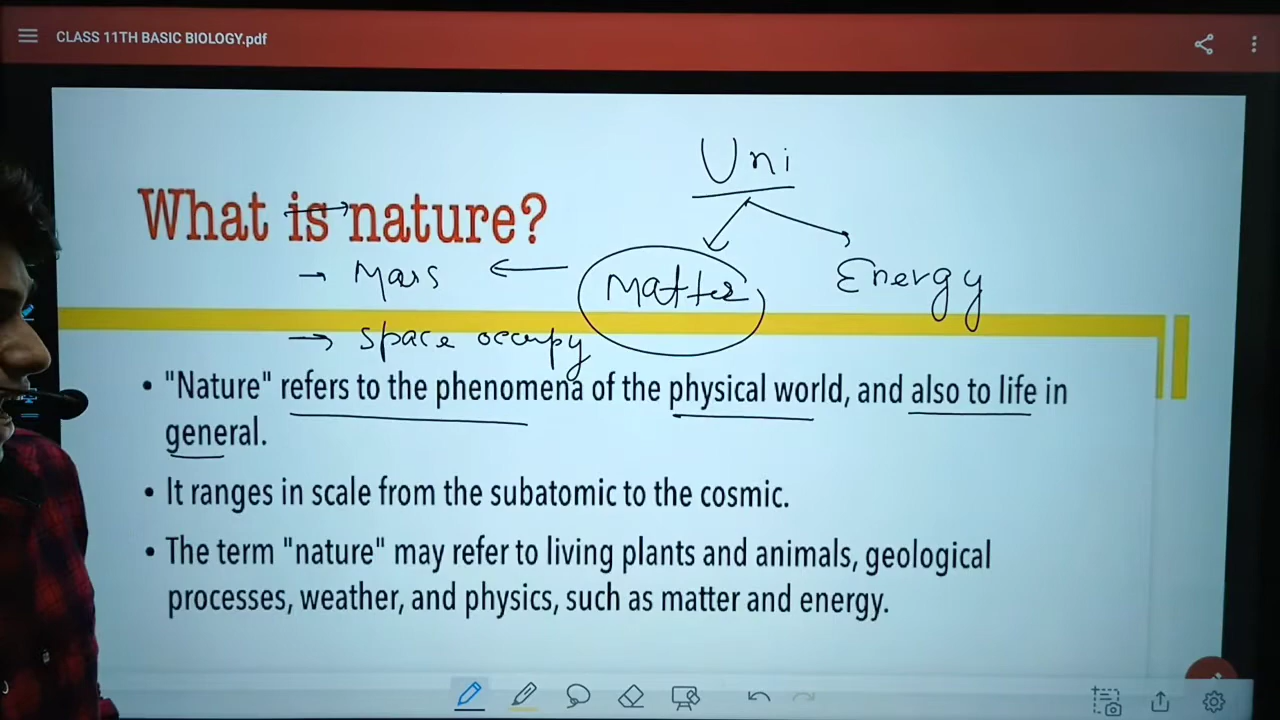 CLASS 11TH BASIC BIOLOGY.pdf
Uni
What is nature?
Mass
Matter
Energy
space occupy
• "Nature" refers to the phenomena of the physical world, and also to life in
general.
• It ranges in scale from the subatomic to the cosmic.
• The term "nature" may refer to living plants and animals, geological
processes, weather, and physics, such as matter and energy.